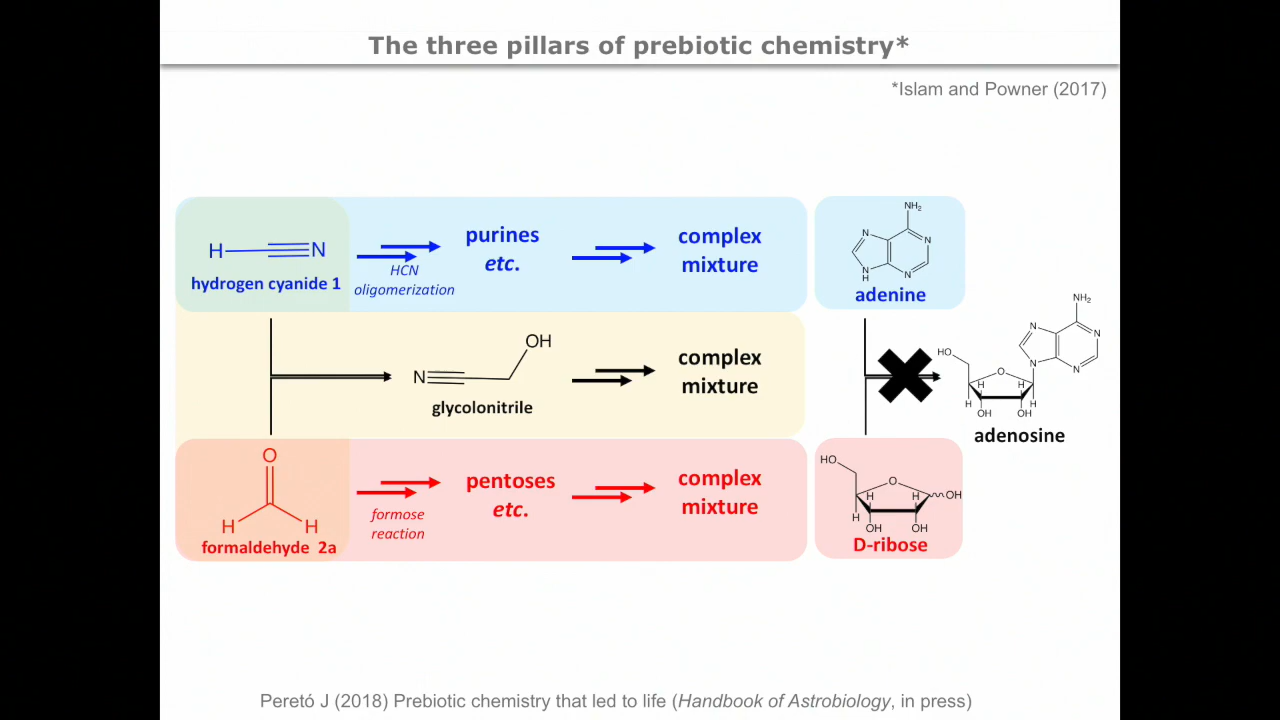 The three pillars of prebiotic chemistry*
*Islam and Powner (2017)
H N
hydrogen cyanide 1
HCN
oligomerization
purines
etc.
complex
mixture
NH2
N
N
N
H
N
adenine
N
OH
glycolonitrile
complex
mixture
NH2
N
N
N
N
HO
O
H
H
H
H
OH
OH
adenosine
O
H
H
formaldehyde 2a
formose
reaction
pentoses
etc.
complex
mixture
HO
O
H
H
OH
H
OH
OH
D-ribose
Peretó J (2018) Prebiotic chemistry that led to life (Handbook of Astrobiology, in press)